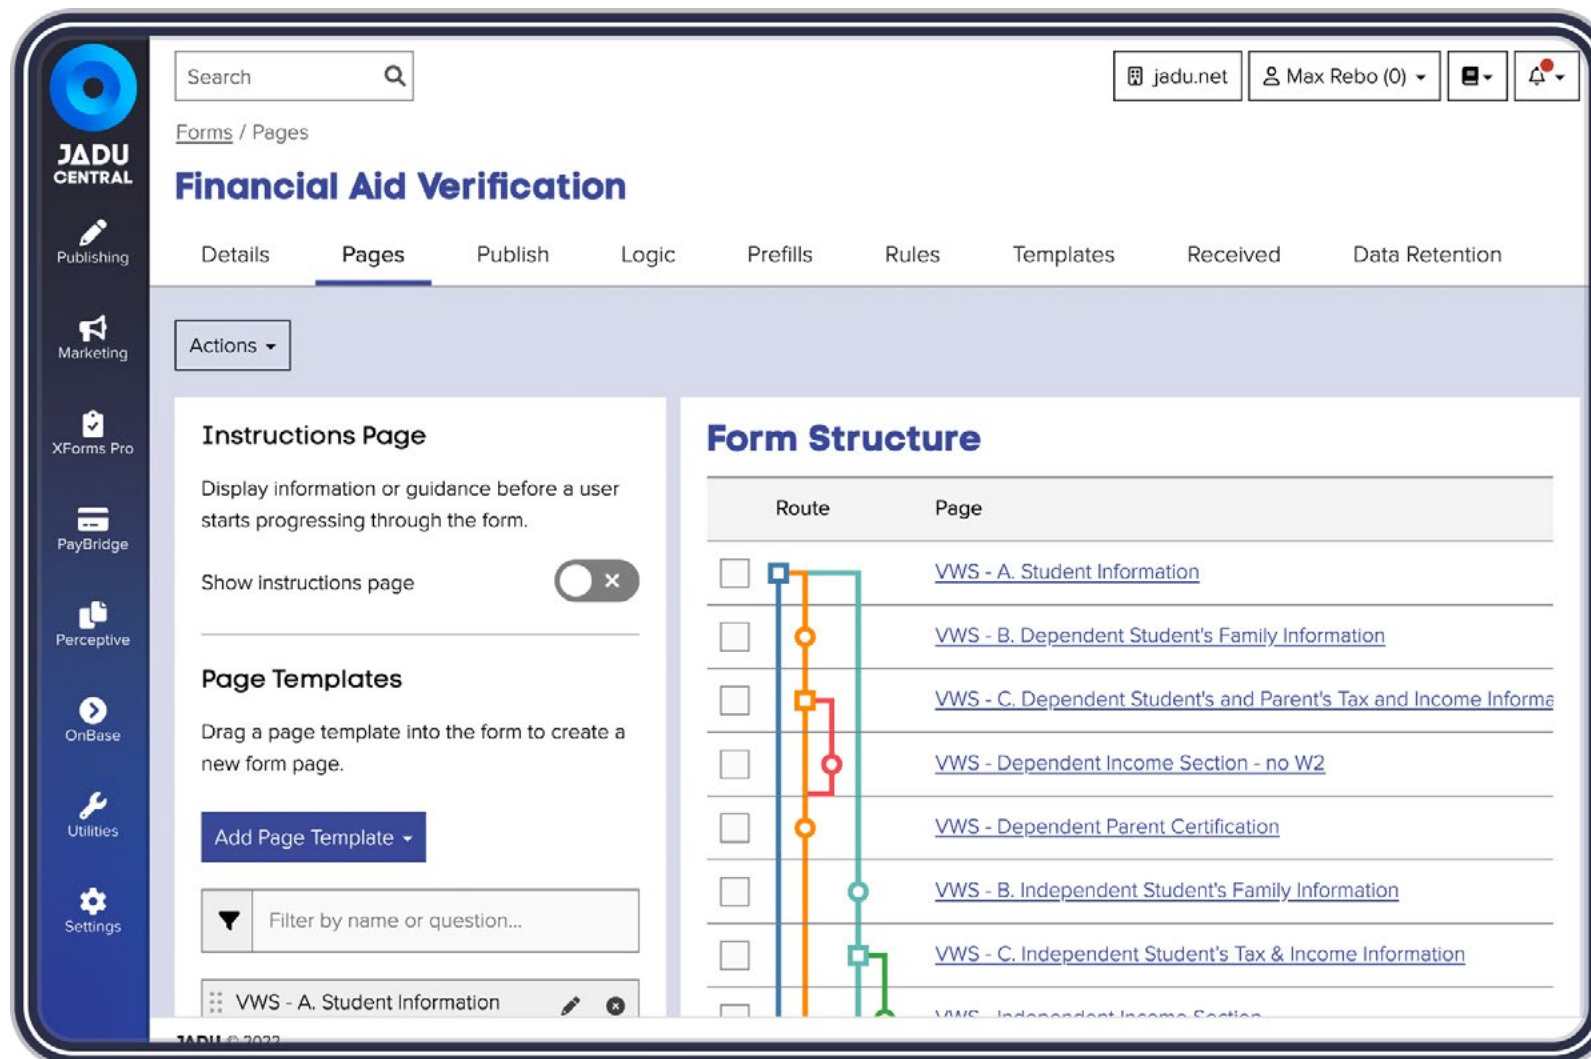 JADU
CENTRAL
Publishing
Marketing
XForms Pro
PayBridge
Perceptive
OnBase
Utilities
Settings
Search
jadu.net
Max Rebo (0)
Forms / Pages
Financial Aid Verification
Details
Pages
Publish
Logic
Prefills
Rules
Templates
Received
Data Retention
Actions
Instructions Page
Display information or guidance before a user
starts progressing through the form.
Show instructions page
Page Templates
Drag a page template into the form to create a
new form page.
Add Page Template
Filter by name or question...
VWS - A. Student Information
Form Structure
Route
Page
VWS - A. Student Information
VWS - B. Dependent Student's Family Information
VWS - C. Dependent Student's and Parent's Tax and Income Informa
VWS - Dependent Income Section - no W2
VWS - Dependent Parent Certification
VWS - B. Independent Student's Family Information
VWS - C. Independent Student's Tax & Income Information
VWS - Independent Income Section
JADU © 2022